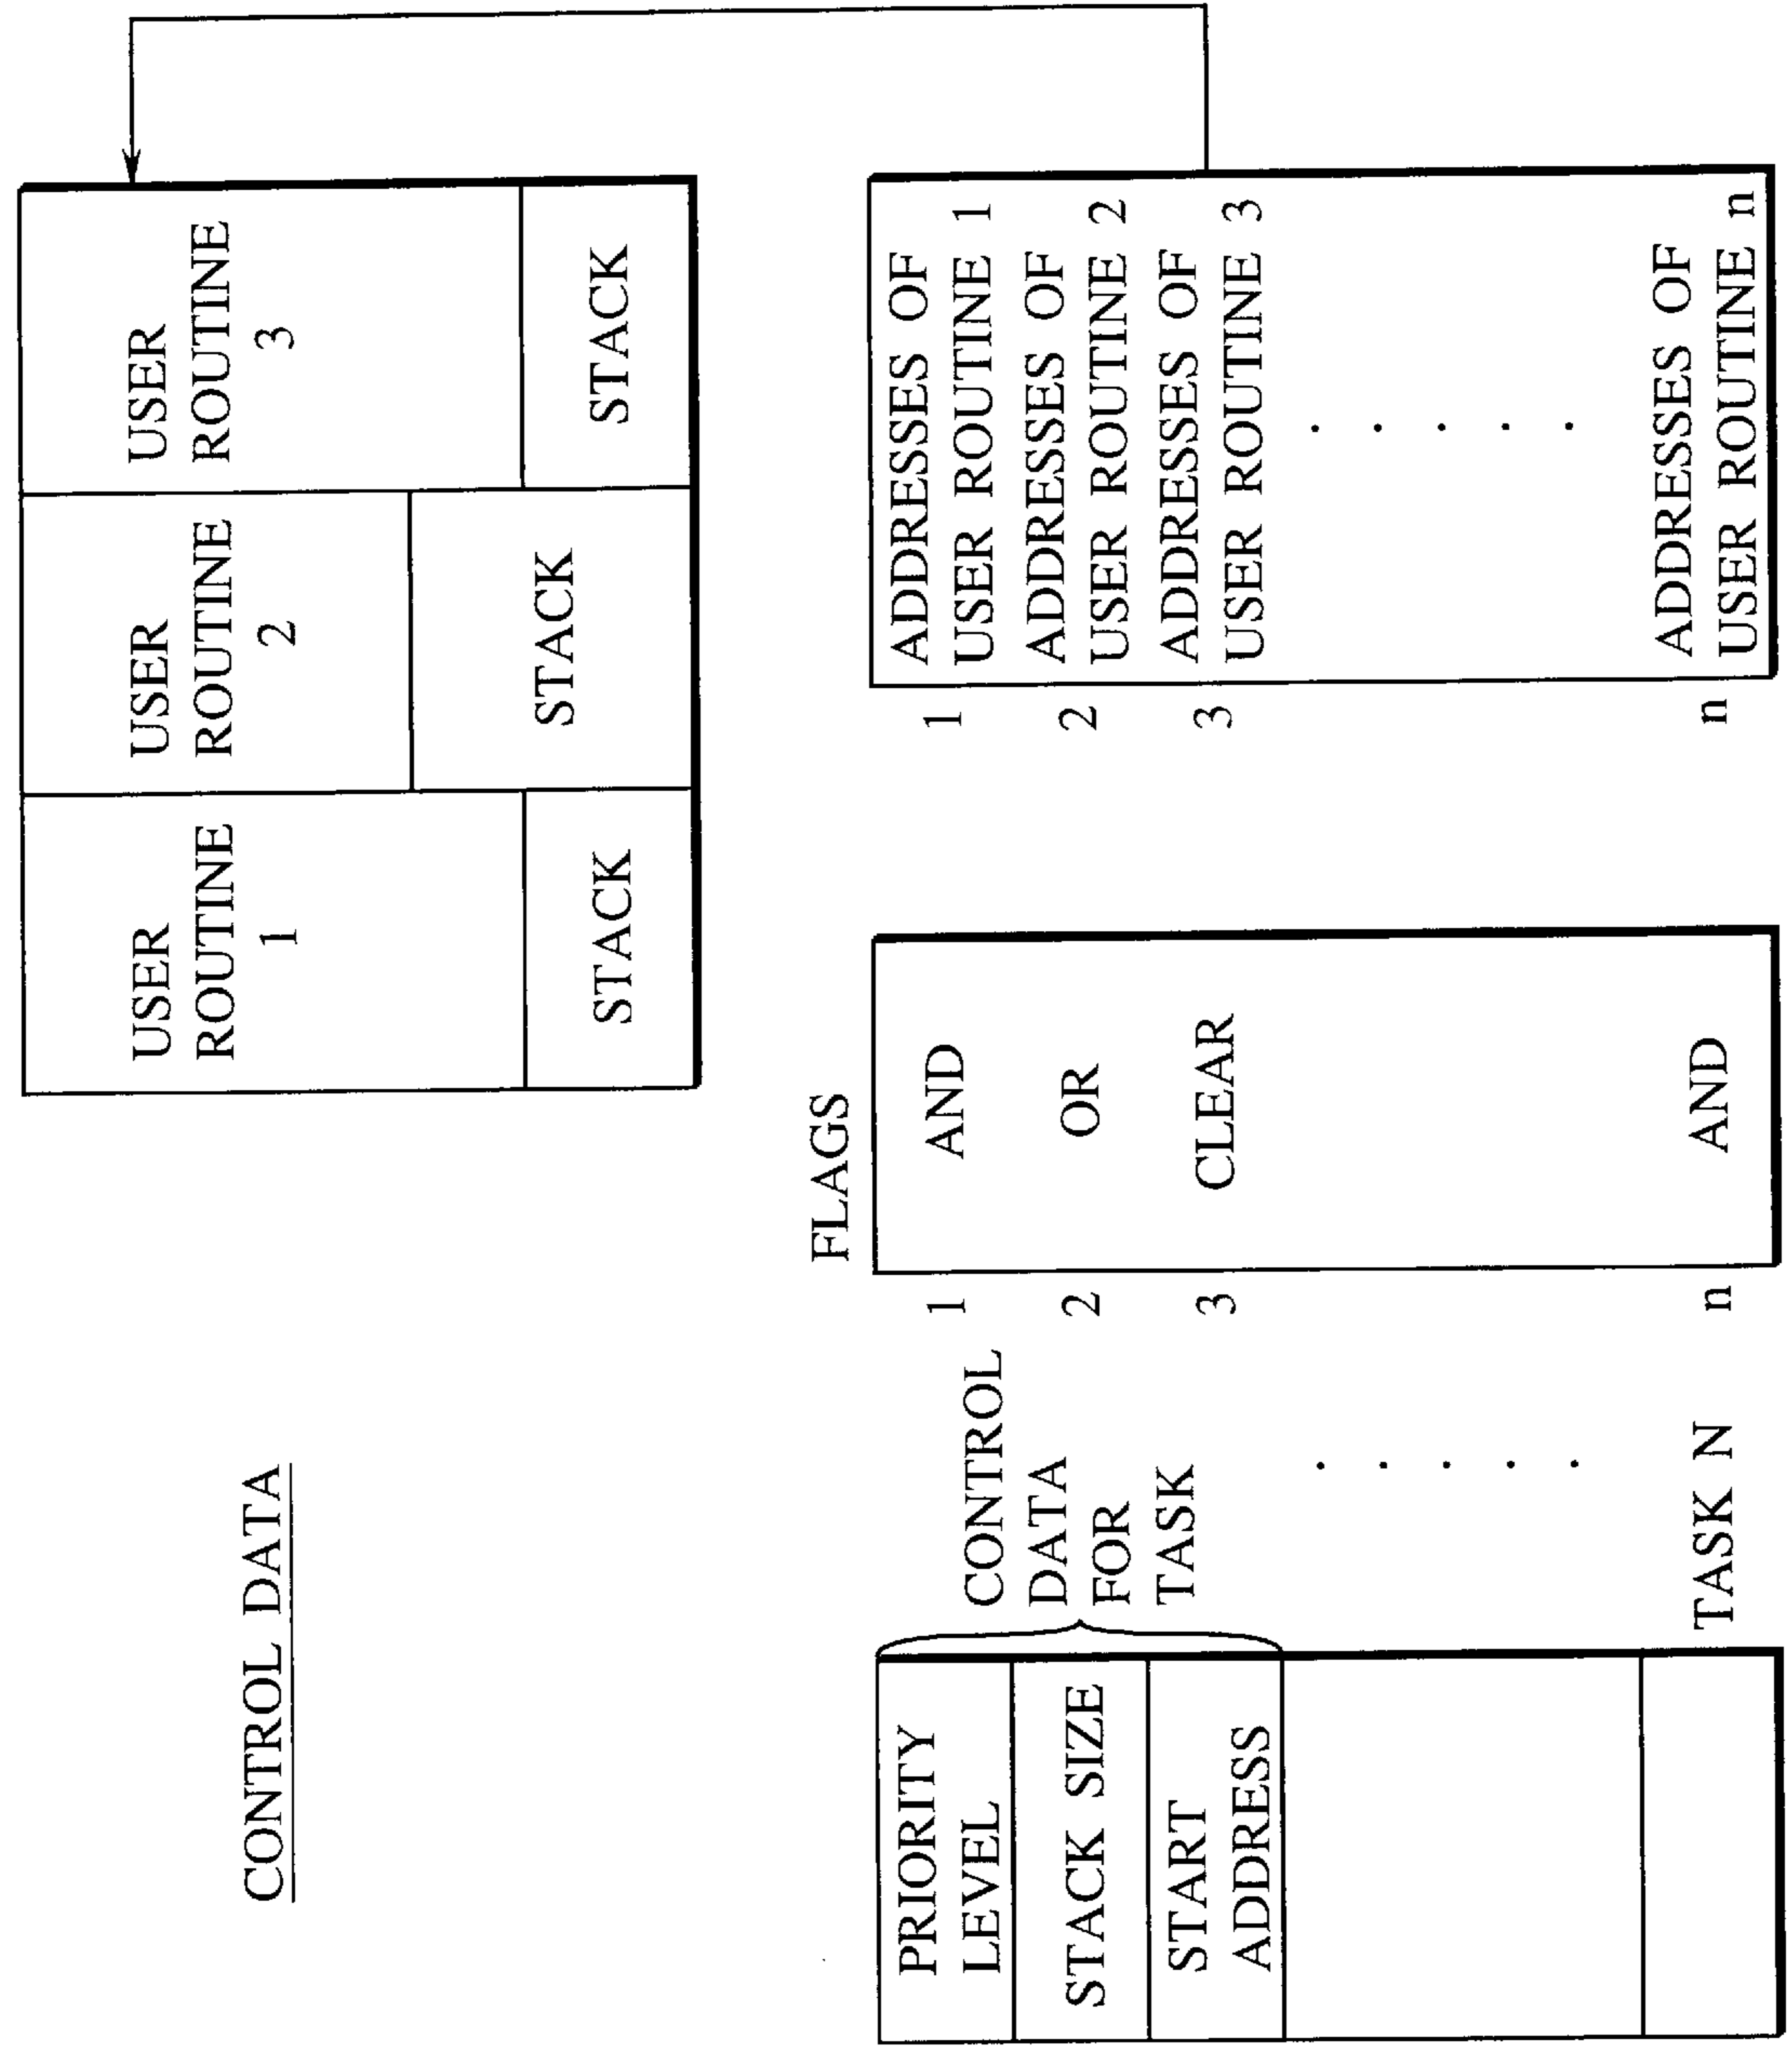 CONTROL DATA
USER
ROUTINE
1
USER
ROUTINE
2
USER
ROUTINE
3
STACK
STACK
STACK
PRIORITY
LEVEL
STACK SIZE
START
ADDRESS
CONTROL
DATA
FOR
TASK
. . . . .
TASK N
FLAGS
1 AND
2 OR
3 CLEAR
n AND
1 ADDRESSES OF
USER ROUTINE 1
2 ADDRESSES OF
USER ROUTINE 2
3 ADDRESSES OF
USER ROUTINE 3
. . . . .
n ADDRESSES OF
USER ROUTINE n